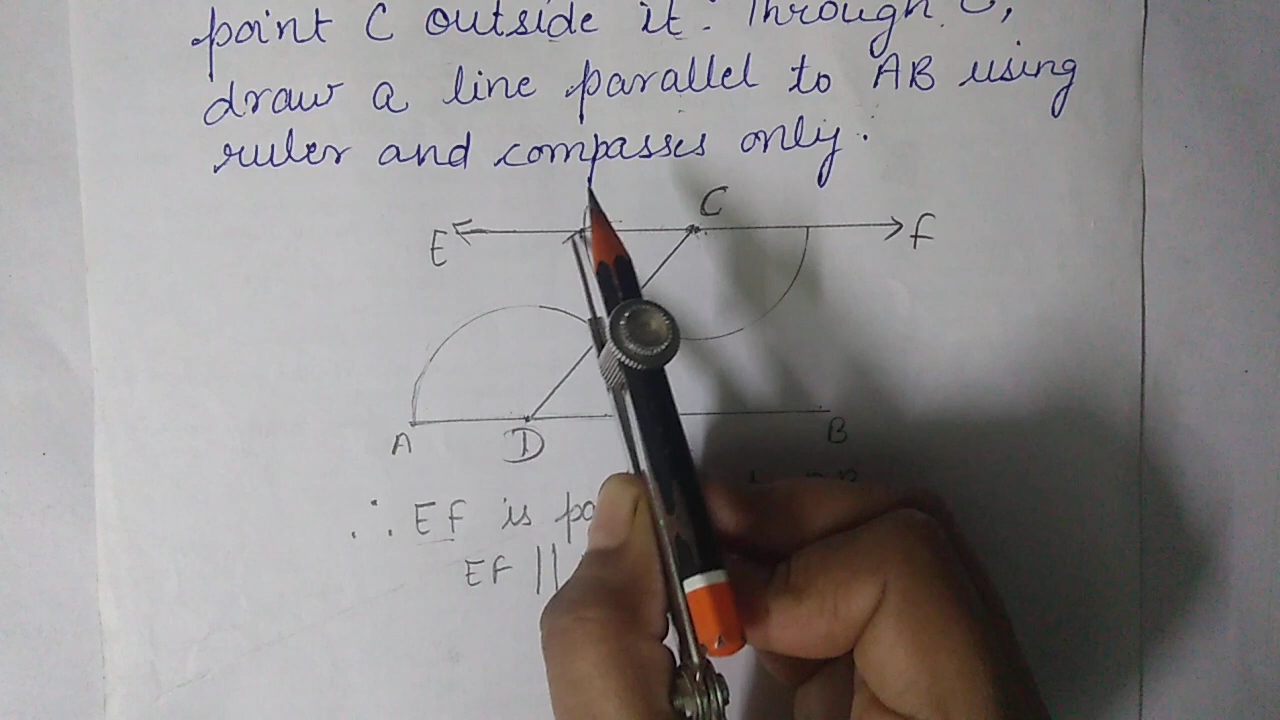 point C outside it. Through C,
draw a line parallel to AB using
ruler and compasses only.
C
E
F
A
D
B
∴ EF is
EF ||